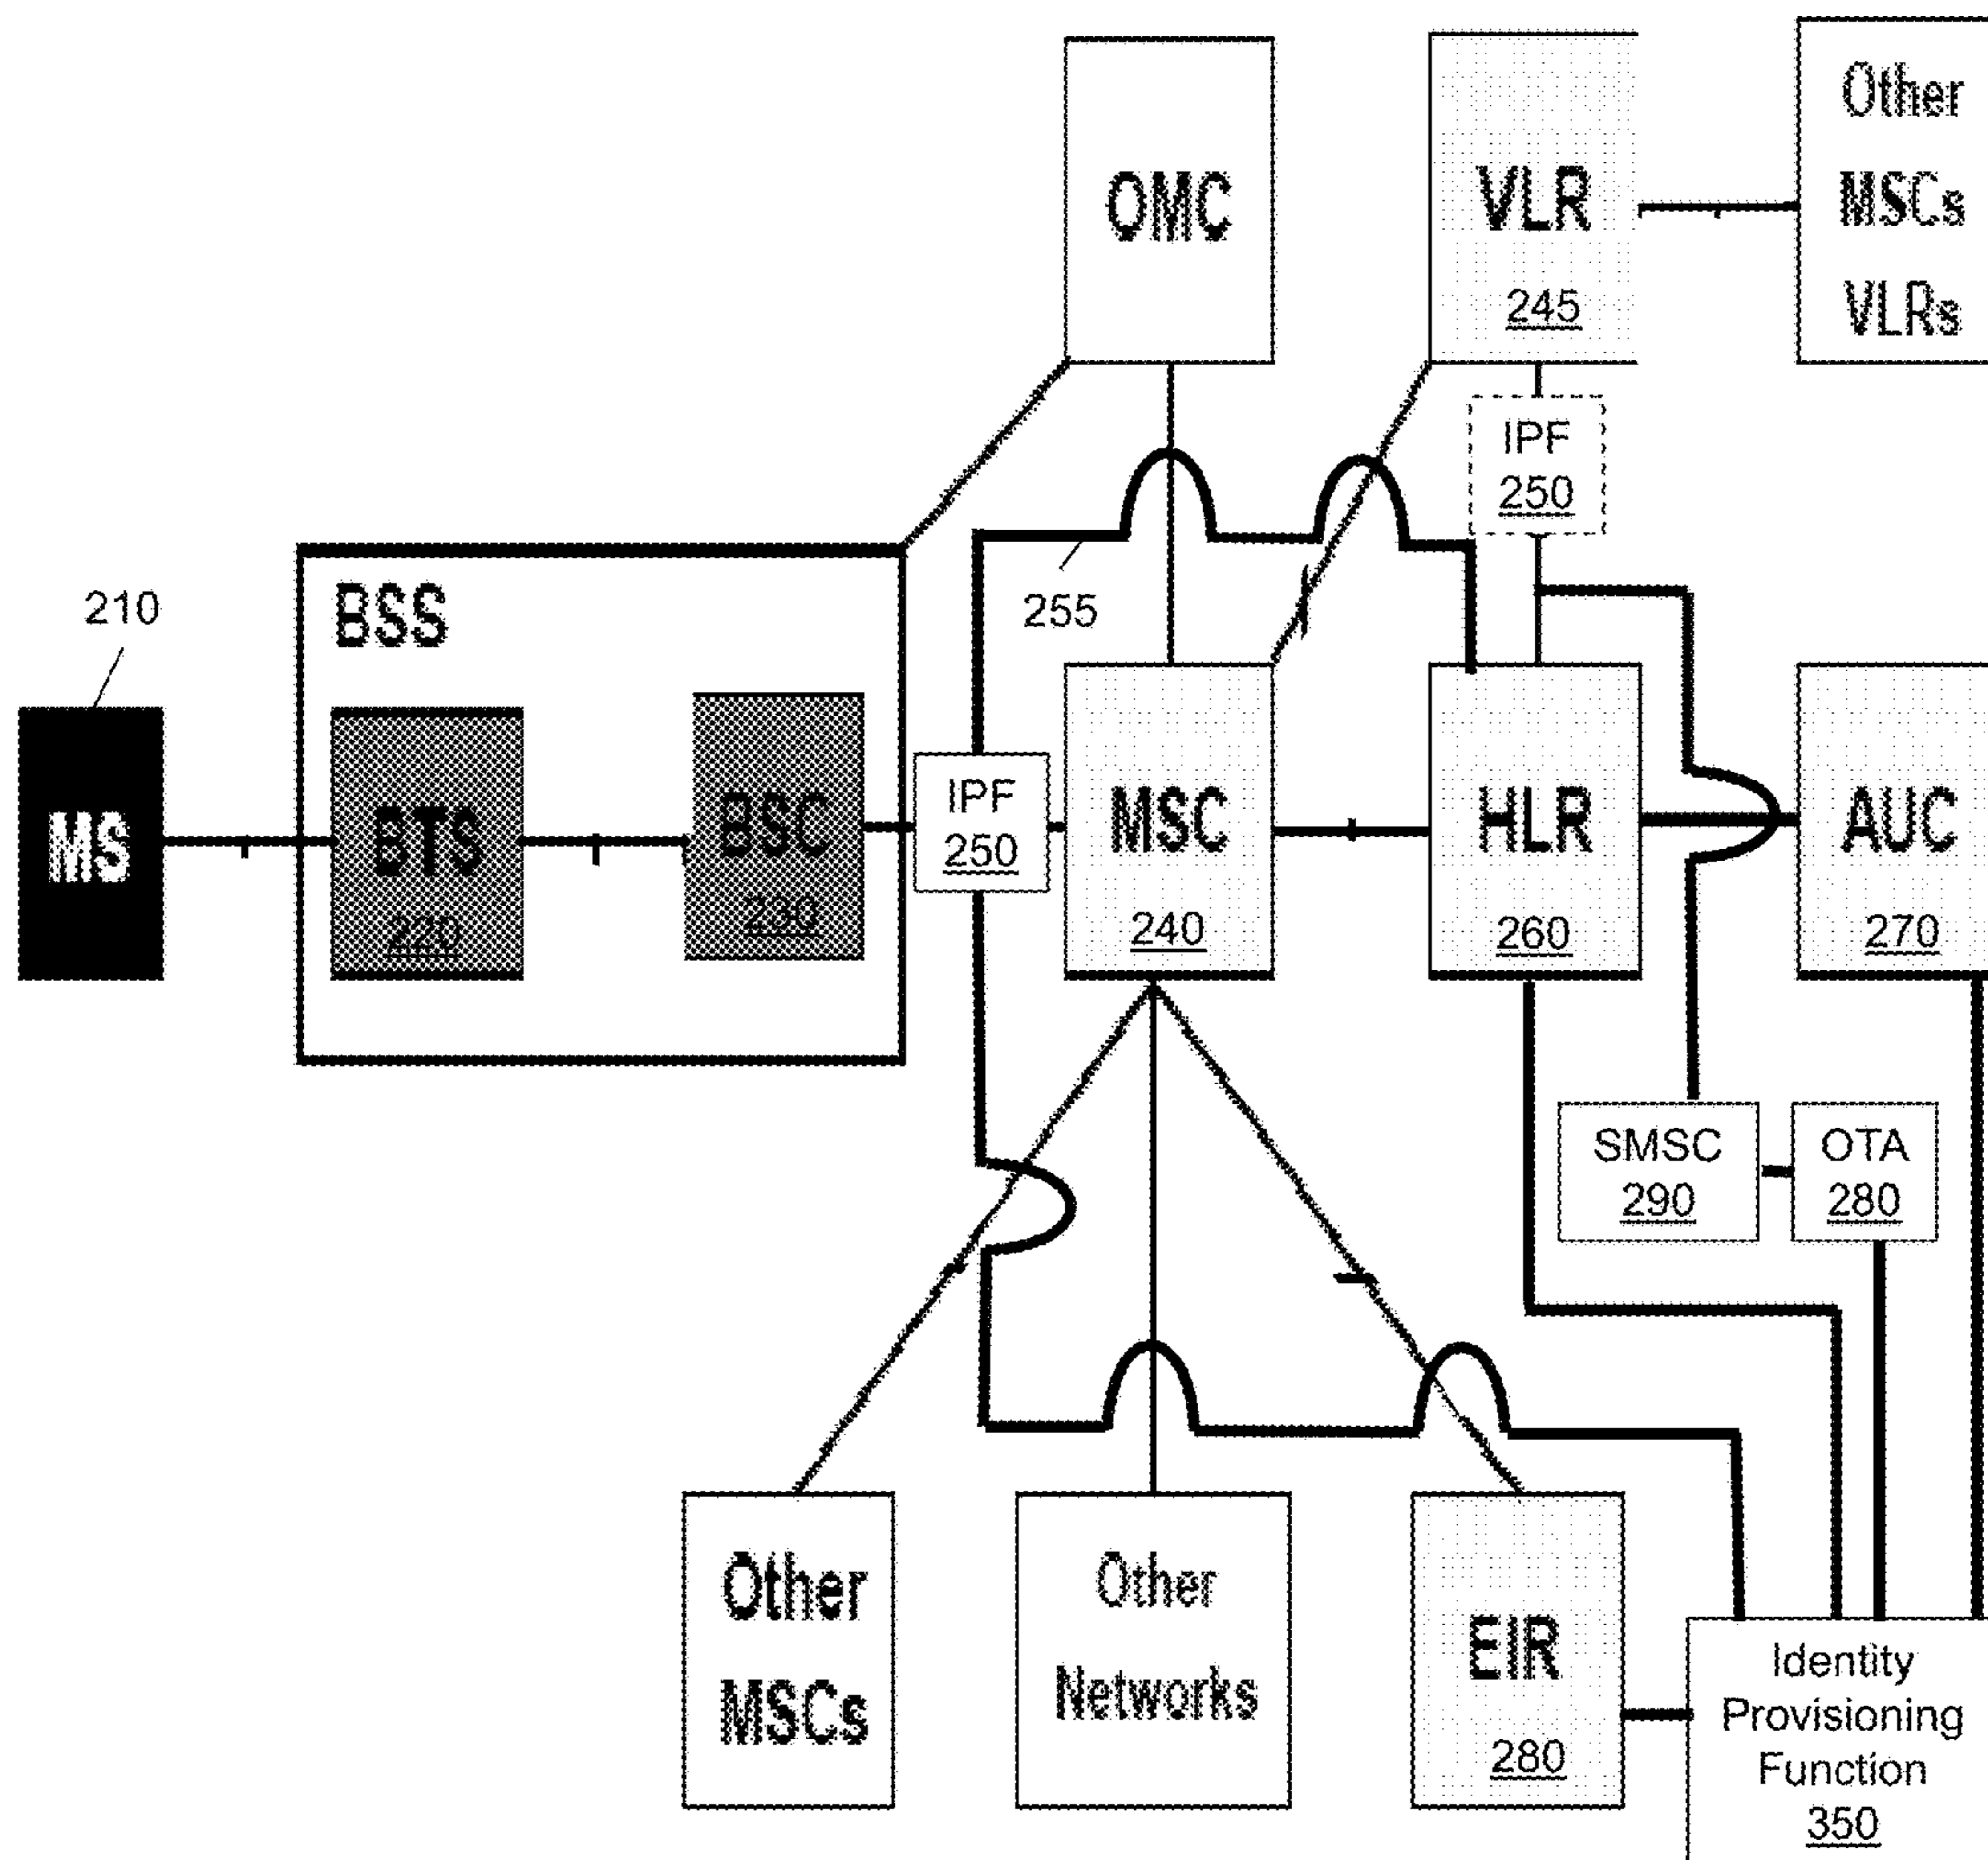 OMC
VLR
245
Other
MSCs
VLRs
IPF
250
255
210
BSS
MS
BTS
220
BSC
230
IPF
250
MSC
240
HLR
260
AUC
270
SMSC
290
OTA
280
Other
MSCs
Other
Networks
EIR
280
Identity
Provisioning
Function
350